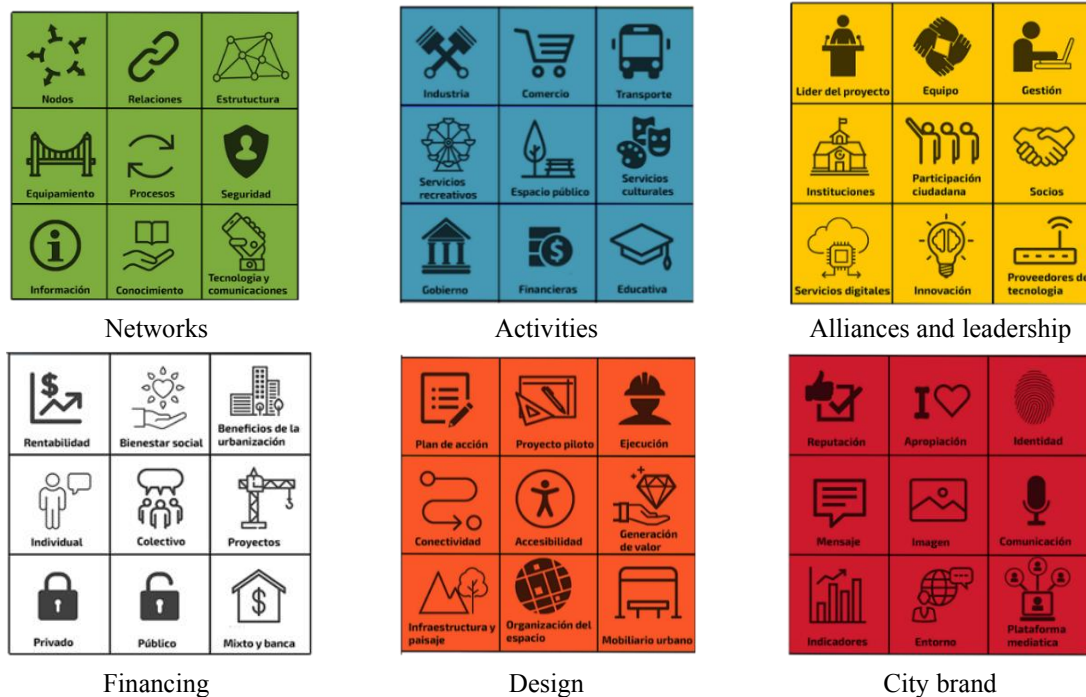 Nodos
Relaciones
Estrutuctura
Equipamiento
Procesos
Seguridad
Información
Conocimiento
Tecnología y
comunicaciones
Networks
Industria
Comercio
Transporte
Servicios
recreativos
Espacio público
Servicios
culturales
Gobierno
Financieras
Educativa
Activities
Lider del proyecto
Equipo
Gestión
Instituciones
Participación
ciudadana
Socios
Servicios digitales
Innovación
Proveedores de
tecnologia
Alliances and leadership
Rentabilidad
Bienestar social
Beneficios de la
urbanización
Individual
Colectivo
Proyectos
Privado
Público
Mixto y banca
Financing
Plan de acción
Proyecto piloto
Ejecución
Conectividad
Accesibilidad
Generación
de valor
Infraestructura y
paisaje
Organización del
espacio
Mobiliario urbano
Design
Reputación
I
Apropiación
Identidad
Mensaje
Imagen
Comunicación
Indicadores
Entorno
Plataforma
mediatica
City brand